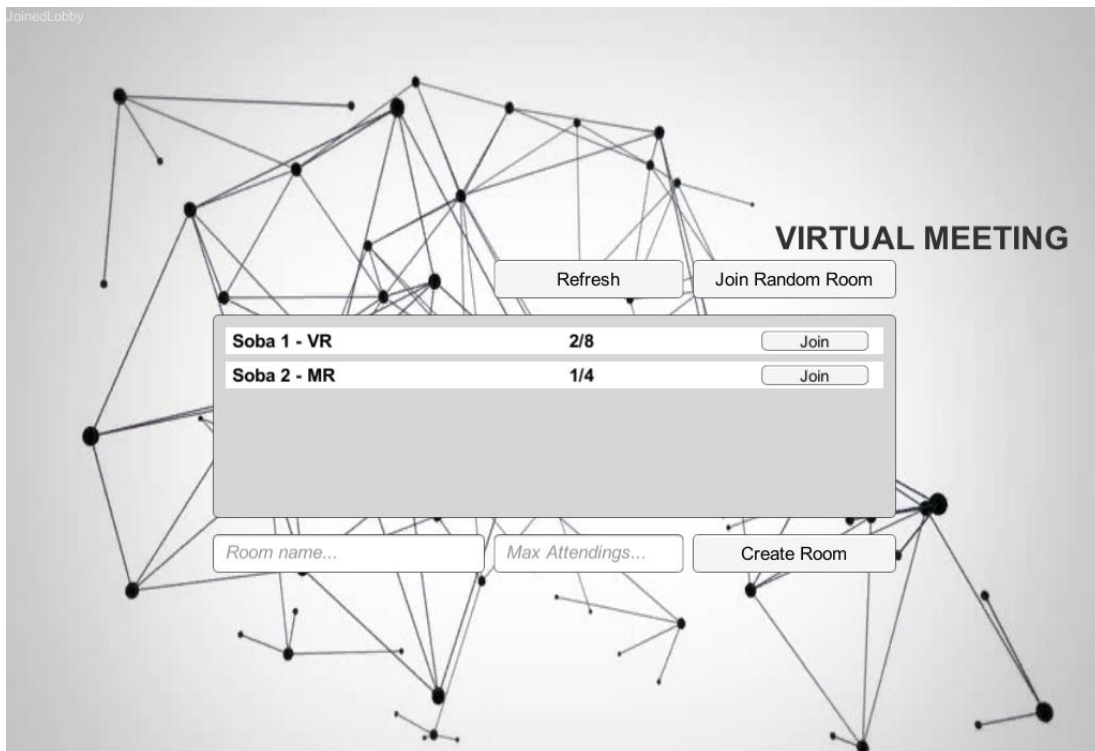 JoinedLobby
VIRTUAL MEETING
Refresh
Join Random Room
Soba 1 - VR 2/8 Join
Soba 2 - MR 1/4 Join
Room name... Max Attendings... Create Room